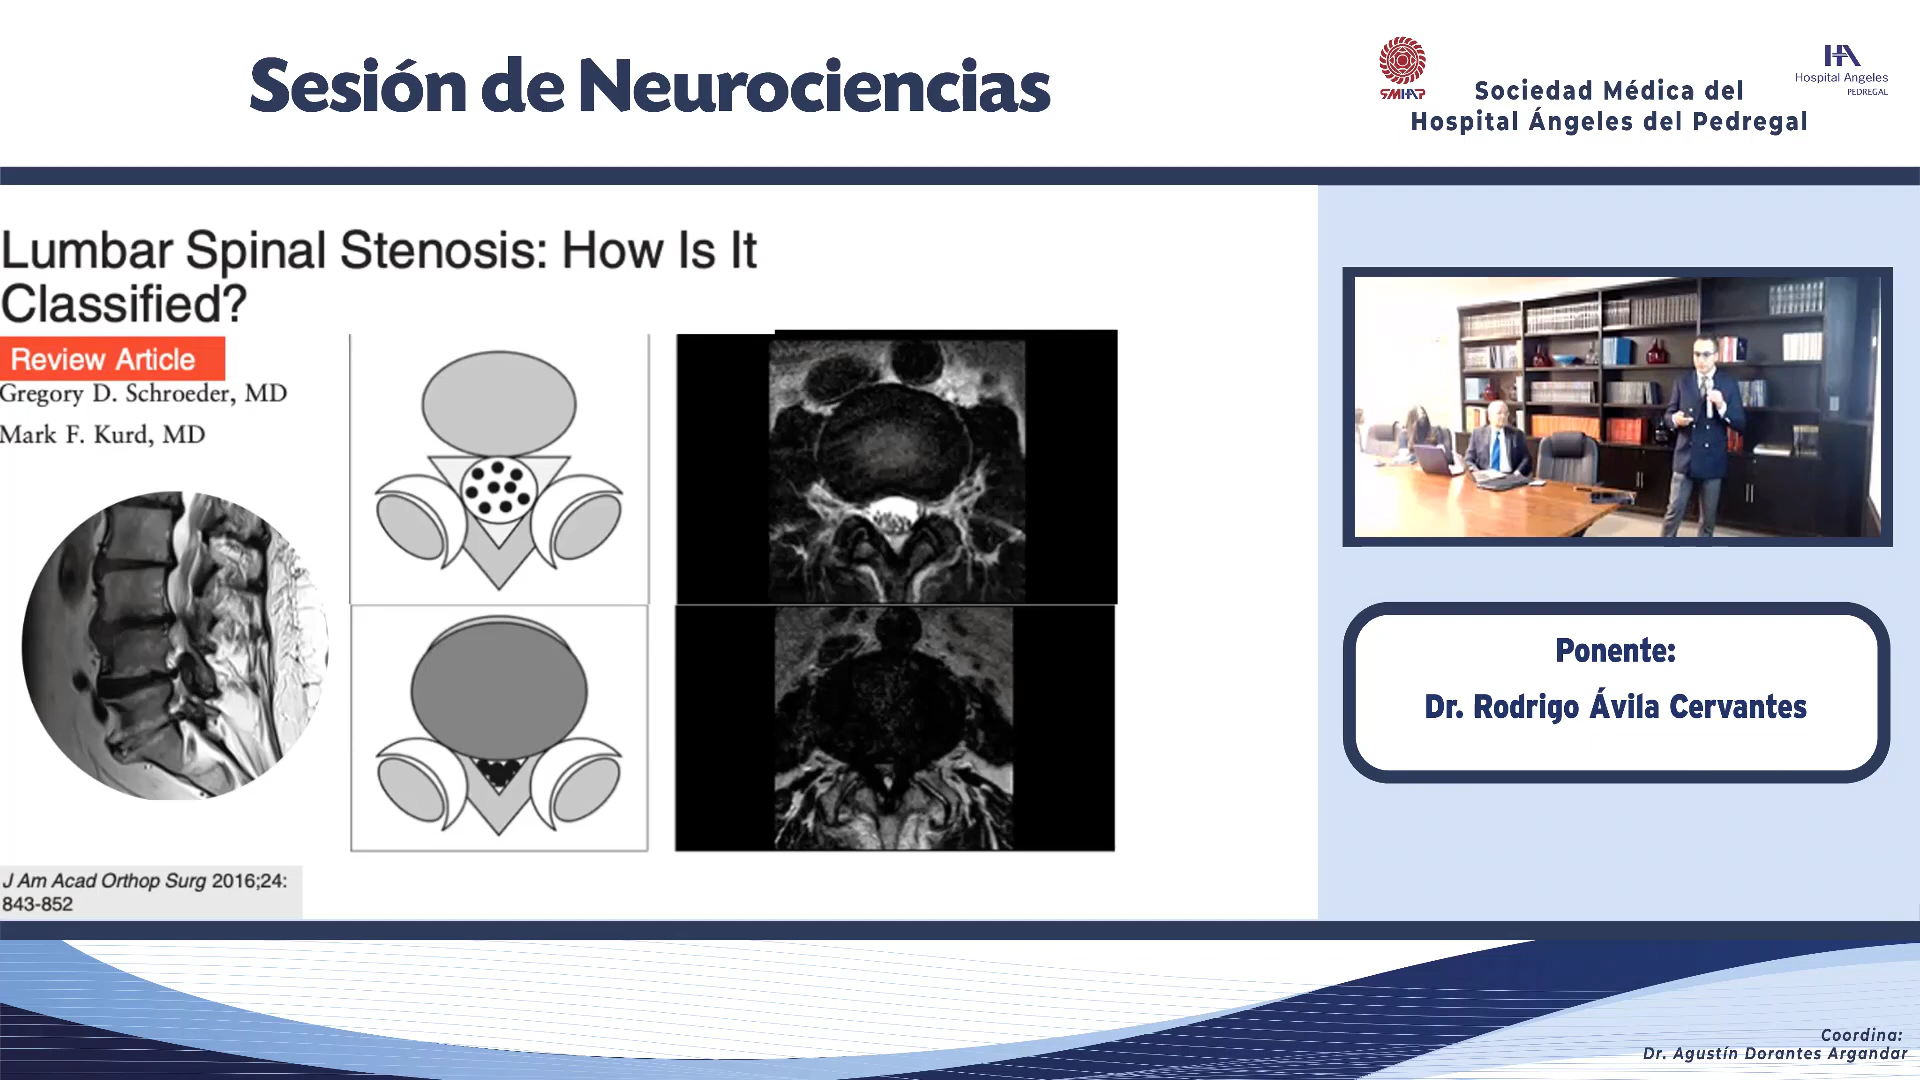 Sesión de Neurociencias
SMHAP
Sociedad Médica del
Hospital Ángeles del Pedregal
HA
Hospital Angeles
PEDREGAL
Lumbar Spinal Stenosis: How Is It
Classified?
Review Article
Gregory D. Schroeder, MD
Mark F. Kurd, MD
J Am Acad Orthop Surg 2016;24:
843-852
Ponente:
Dr. Rodrigo Ávila Cervantes
Coordina:
Dr. Agustín Dorantes Argandar